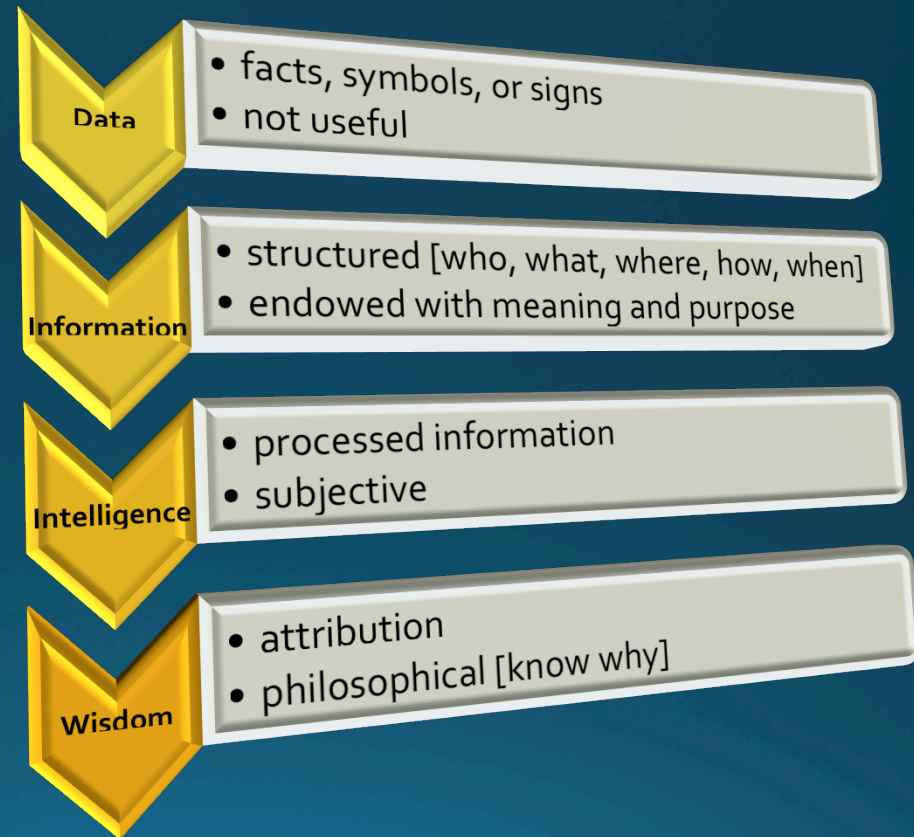 Data
• facts, symbols, or signs
• not useful
Information
• structured [who, what, where, how, when]
• endowed with meaning and purpose
Intelligence
• processed information
• subjective
Wisdom
• attribution
• philosophical [know why]